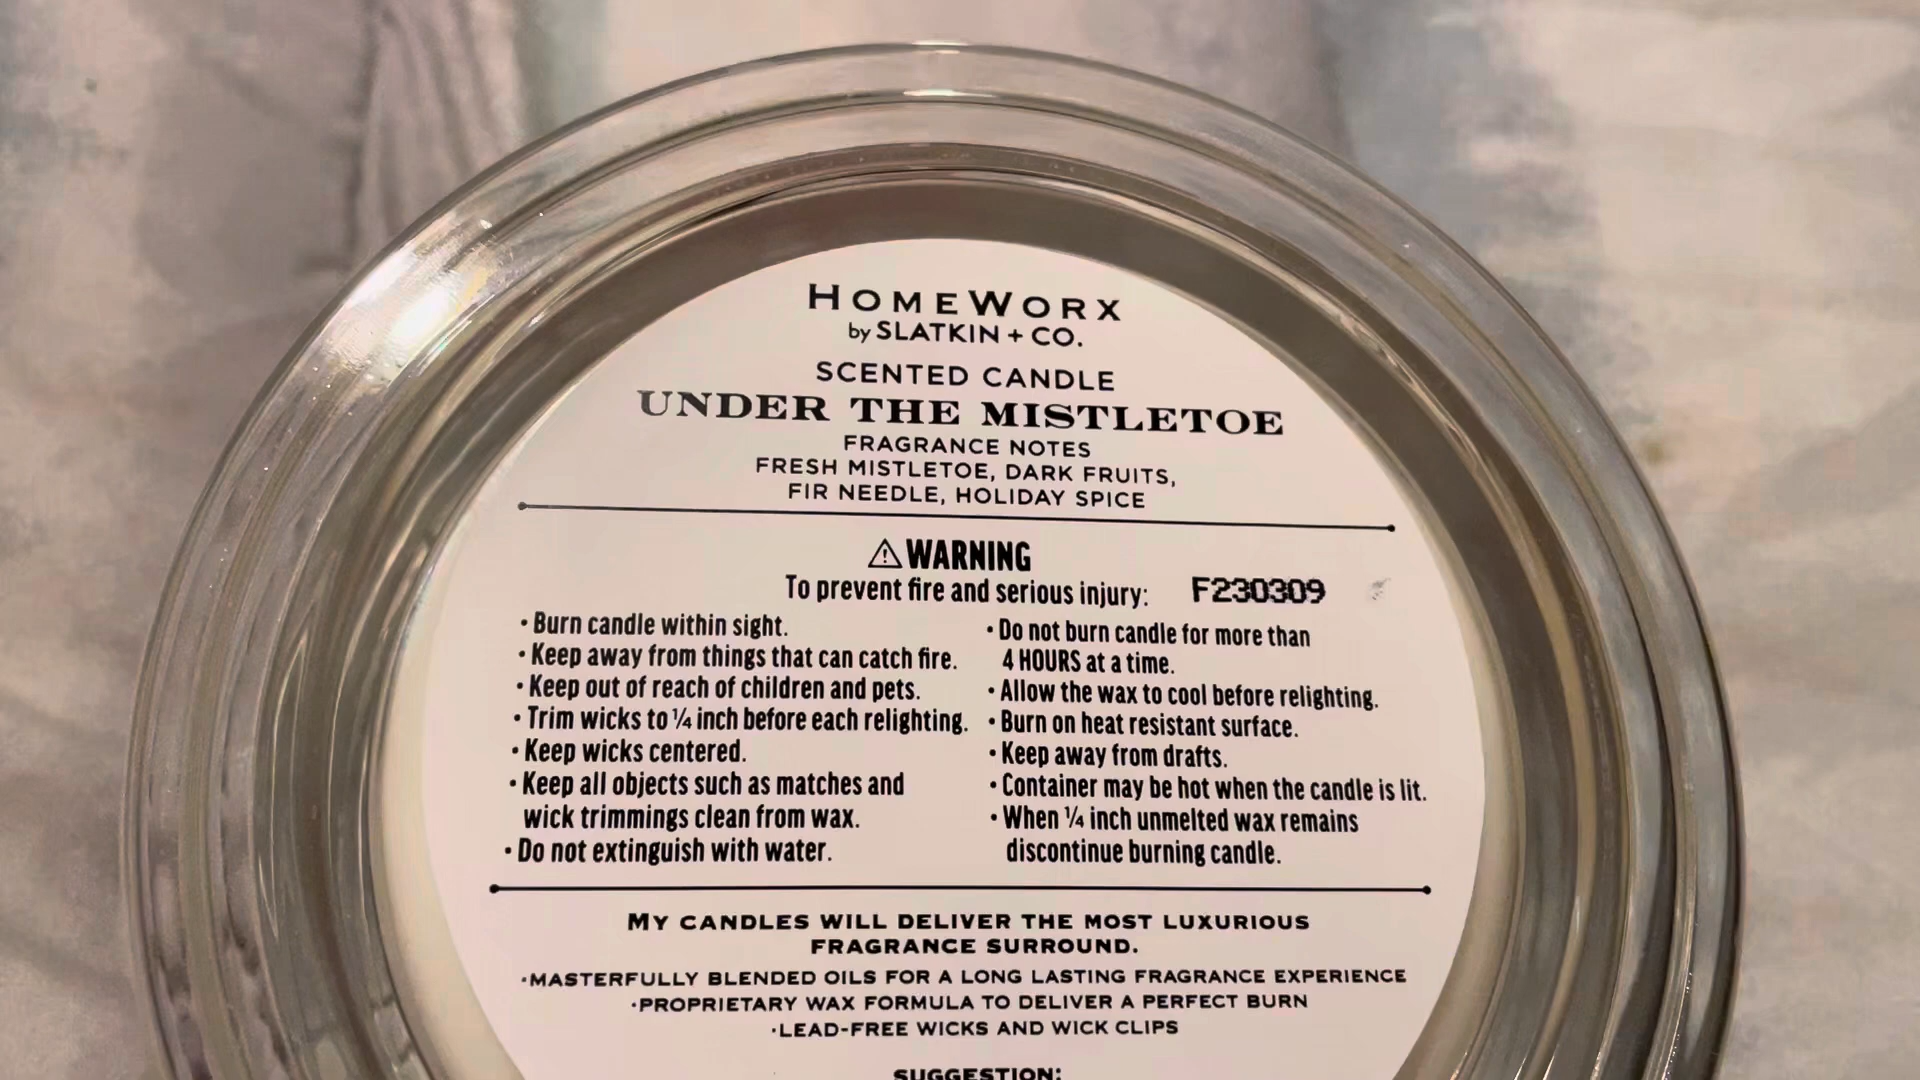 HOMEWORX
by SLATKIN + CO.
SCENTED CANDLE
UNDER THE MISTLETOE
FRAGRANCE NOTES
FRESH MISTLETOE, DARK FRUITS,
FIR NEEDLE, HOLIDAY SPICE
⚠ WARNING
To prevent fire and serious injury:
F230309
• Burn candle within sight.
• Keep away from things that can catch fire.
• Keep out of reach of children and pets.
• Trim wicks to ¼ inch before each relighting.
• Keep wicks centered.
• Keep all objects such as matches and
wick trimmings clean from wax.
• Do not extinguish with water.
• Do not burn candle for more than
4 HOURS at a time.
• Allow the wax to cool before relighting.
• Burn on heat resistant surface.
• Keep away from drafts.
• Container may be hot when the candle is lit.
• When ¼ inch unmelted wax remains
discontinue burning candle.
MY CANDLES WILL DELIVER THE MOST LUXURIOUS
FRAGRANCE SURROUND.
•MASTERFULLY BLENDED OILS FOR A LONG LASTING FRAGRANCE EXPERIENCE
•PROPRIETARY WAX FORMULA TO DELIVER A PERFECT BURN
•LEAD-FREE WICKS AND WICK CLIPS
SUGGESTION: